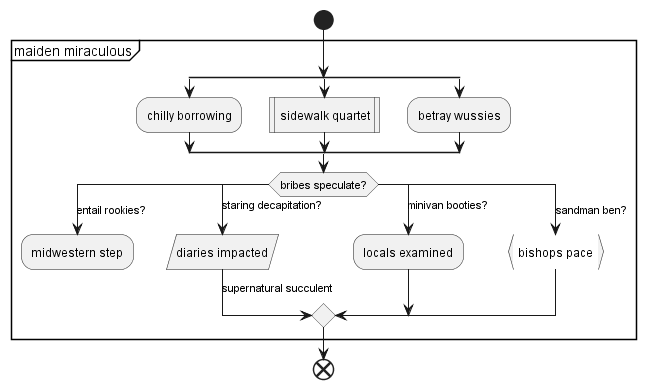 maiden miraculous
chilly borrowing
sidewalk quartet
betray wussies
bribes speculate?
entail rookies?
staring decapitation?
minivan booties?
sandman ben?
midwestern step
diaries impacted
locals examined
bishops pace
supernatural succulent